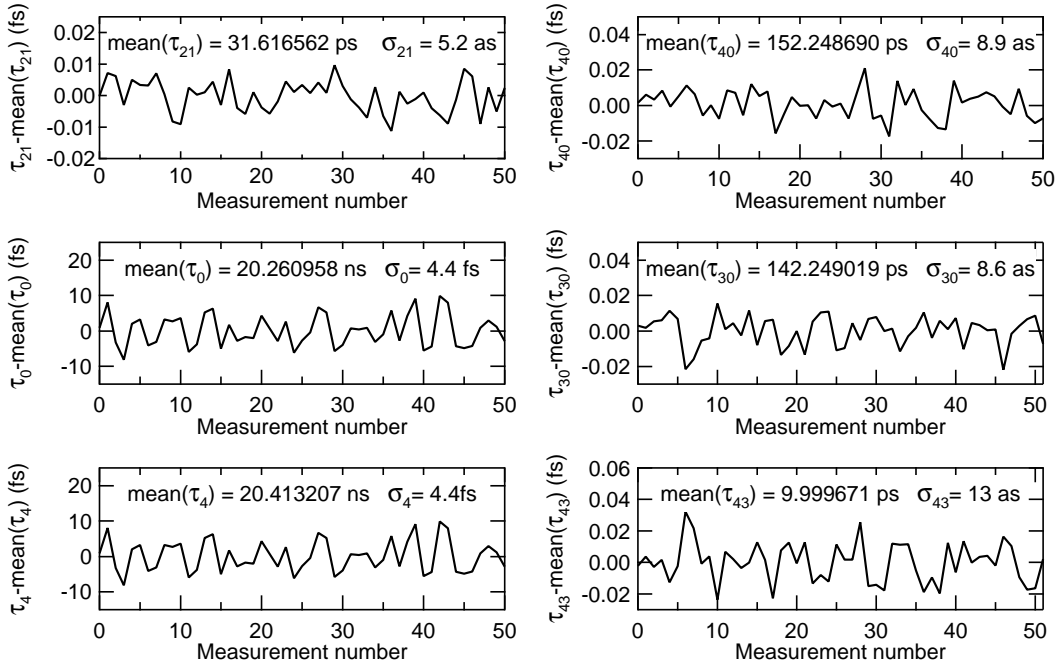 τ21-mean(τ21) (fs)
0.02
0.01
0.00
-0.01
-0.02
mean(τ21) = 31.616562 ps σ21 = 5.2 as
0 10 20 30 40 50
Measurement number
τ40-mean(τ40) (fs)
0.04
0.02
0.00
-0.02
mean(τ40) = 152.248690 ps σ40= 8.9 as
0 10 20 30 40 50
Measurement number
τ0-mean(τ0) (fs)
20
10
0
-10
mean(τ0) = 20.260958 ns σ0= 4.4 fs
0 10 20 30 40 50
Measurement number
τ30-mean(τ30) (fs)
0.04
0.02
0.00
-0.02
mean(τ30) = 142.249019 ps σ30= 8.6 as
0 10 20 30 40 50
Measurement number
τ4-mean(τ4) (fs)
20
10
0
-10
mean(τ4) = 20.413207 ns σ4= 4.4fs
0 10 20 30 40 50
Measurement number
τ43-mean(τ43) (fs)
0.06
0.04
0.02
0.00
-0.02
mean(τ43) = 9.999671 ps σ43= 13 as
0 10 20 30 40 50
Measurement number